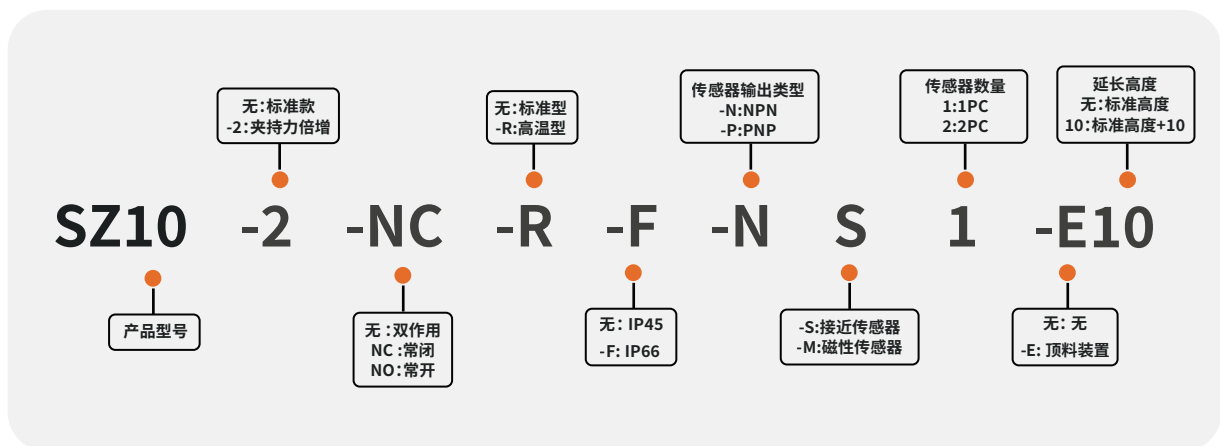 无：标准款
-2：夹持力倍增
无：标准型
-R：高温型
传感器输出类型
-N:NPN
-P:PNP
传感器数量
1:1PC
2:2PC
延长高度
无：标准高度
10：标准高度+10
SZ10 -2 -NC -R -F -N S 1 -E10
产品型号
无 :双作用
NC :常闭
NO：常开
无： IP45
-F: IP66
-S:接近传感器
-M:磁性传感器
无： 无
-E: 顶料装置